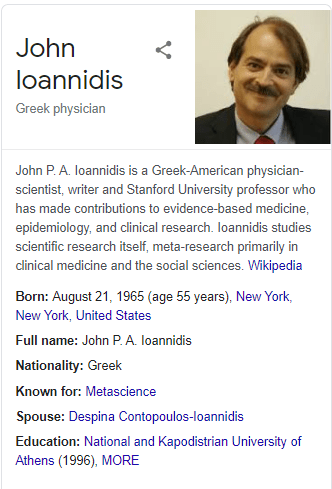 John
Ioannidis
Greek physician
John P. A. Ioannidis is a Greek-American physician-
scientist, writer and Stanford University professor who
has made contributions to evidence-based medicine,
epidemiology, and clinical research. Ioannidis studies
scientific research itself, meta-research primarily in
clinical medicine and the social sciences. Wikipedia
Born: August 21, 1965 (age 55 years), New York,
New York, United States
Full name: John P. A. Ioannidis
Nationality: Greek
Known for: Metascience
Spouse: Despina Contopoulos-Ioannidis
Education: National and Kapodistrian University of
Athens (1996), MORE